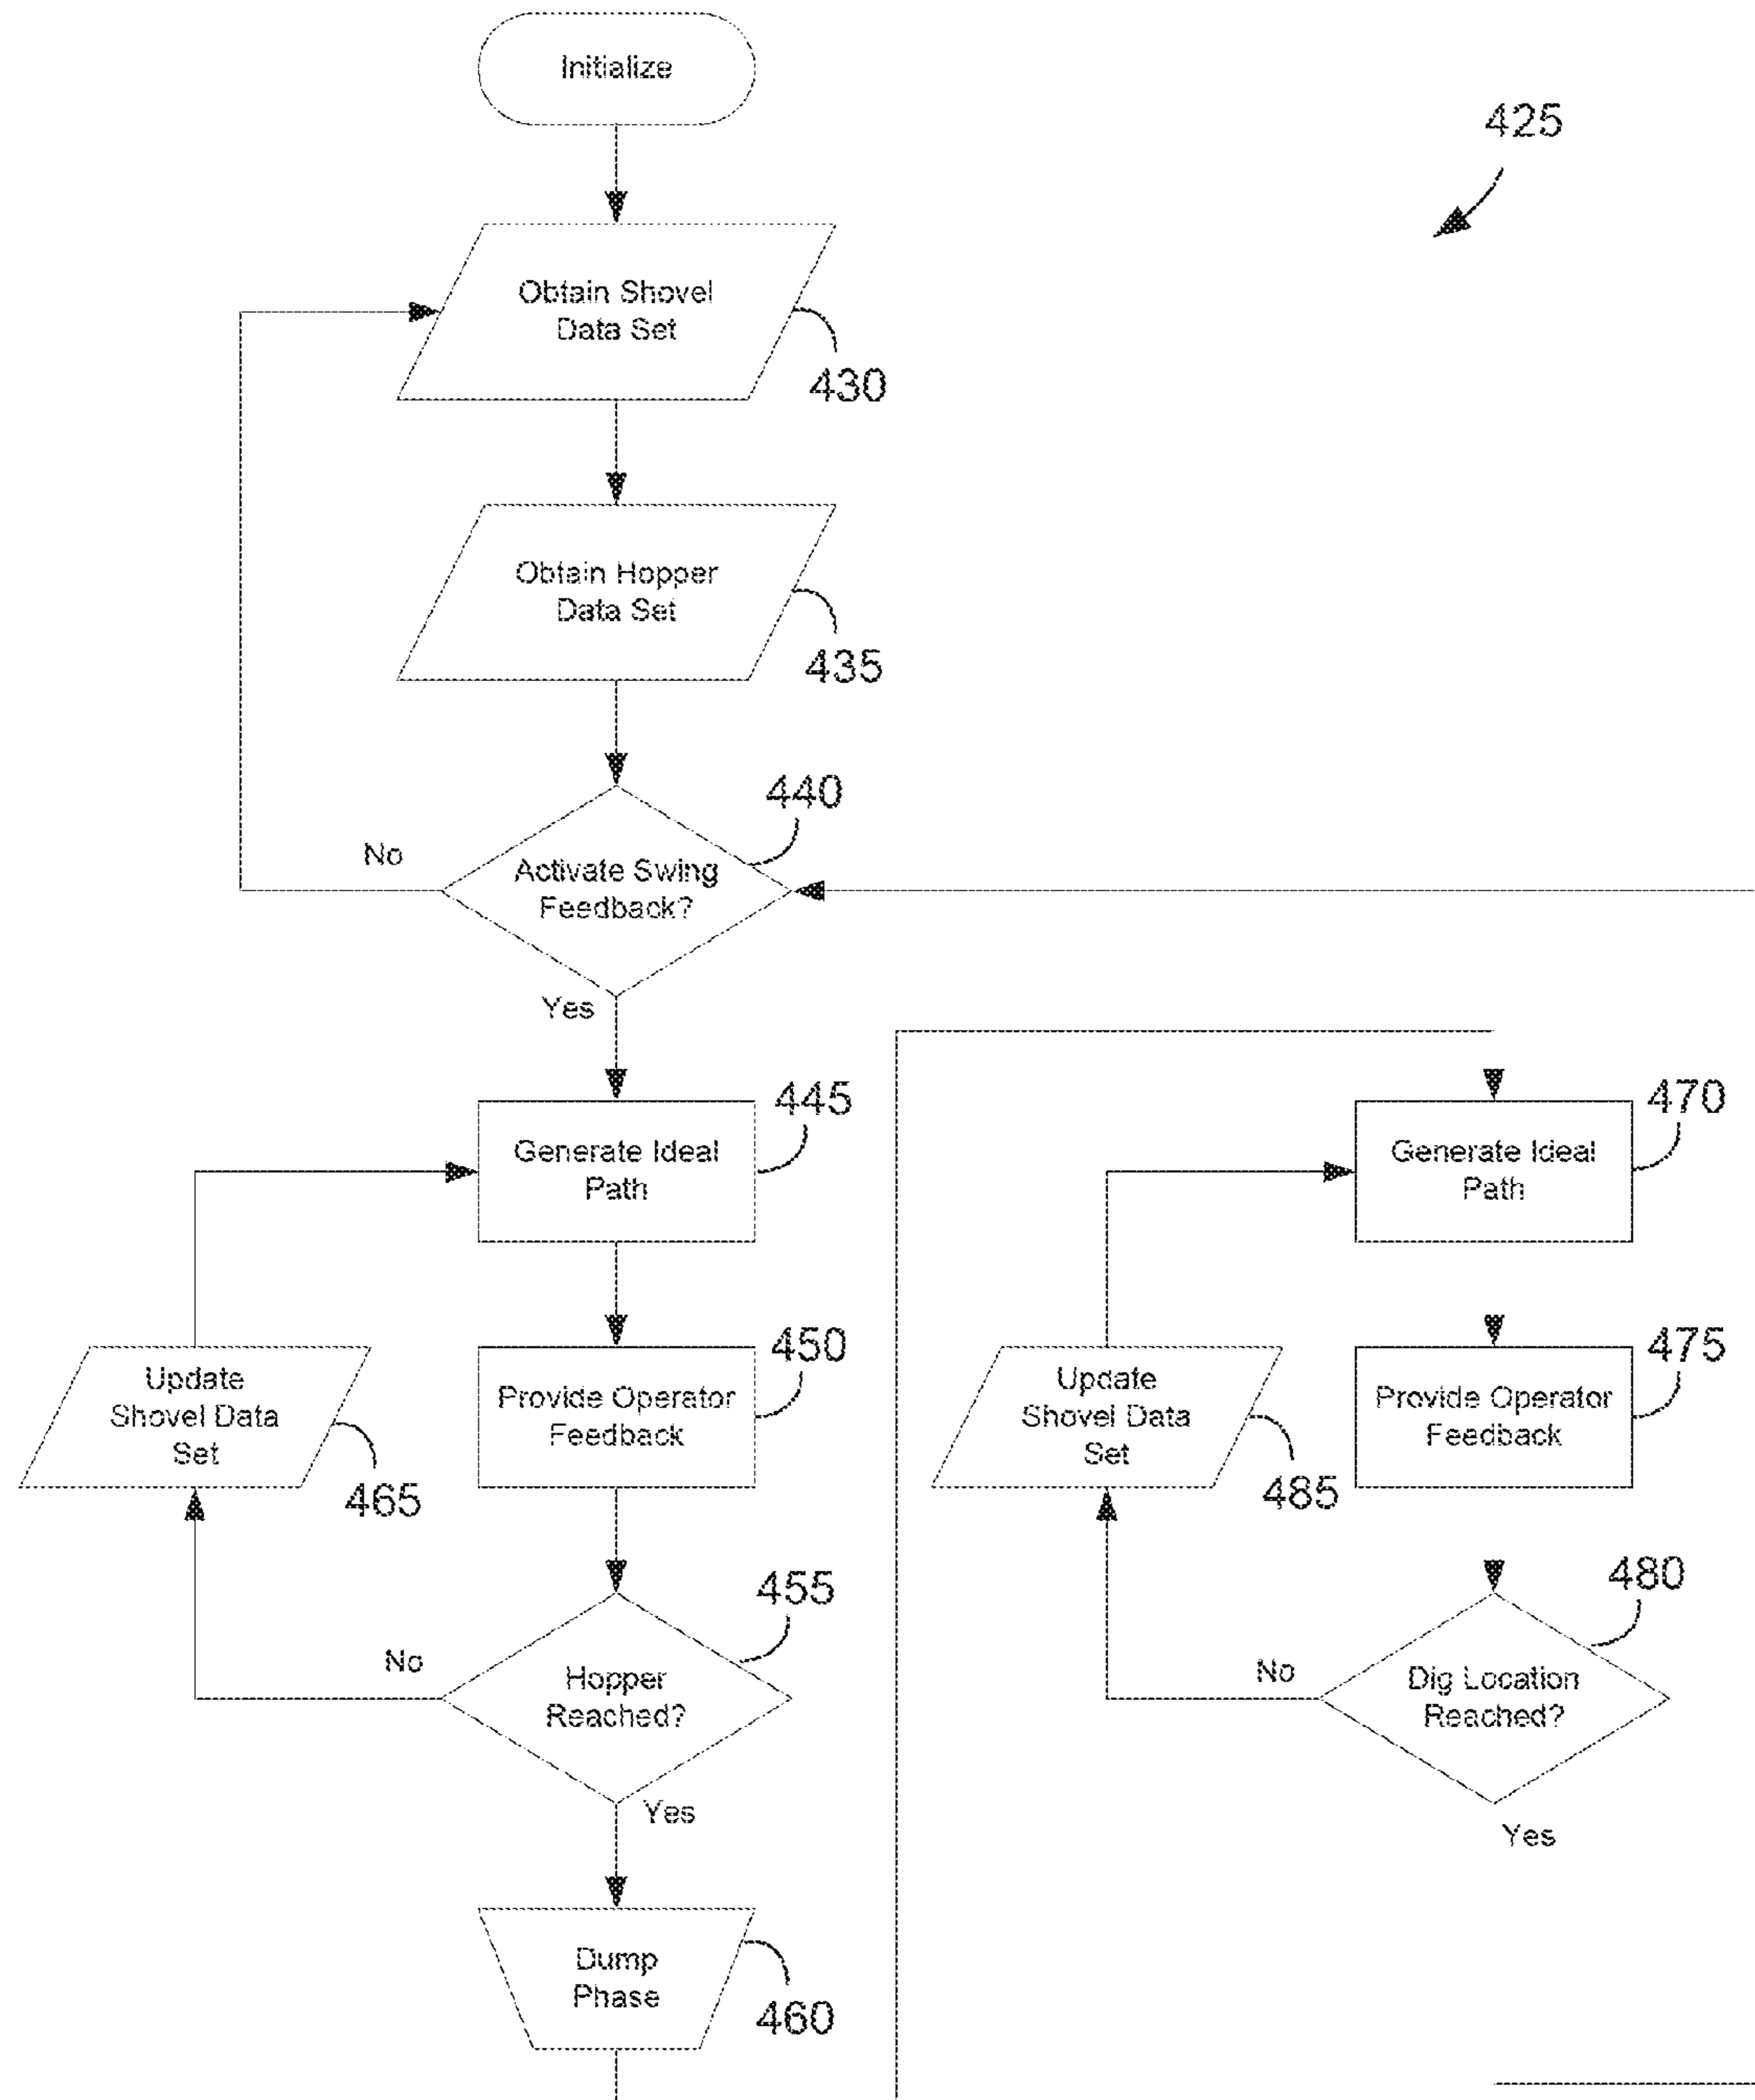 Initialize
425
Obtain Shovel
Data Set
430
Obtain Hopper
Data Set
435
440
No
Activate Swing
Feedback?
Yes
445
Generate Ideal
Path
450
Update
Shovel Data
Set
465
Provide Operator
Feedback
455
No
Hopper
Reached?
Yes
Dump
Phase
460
470
Generate Ideal
Path
475
Update
Shovel Data
Set
485
Provide Operator
Feedback
480
No
Dig Location
Reached?
Yes